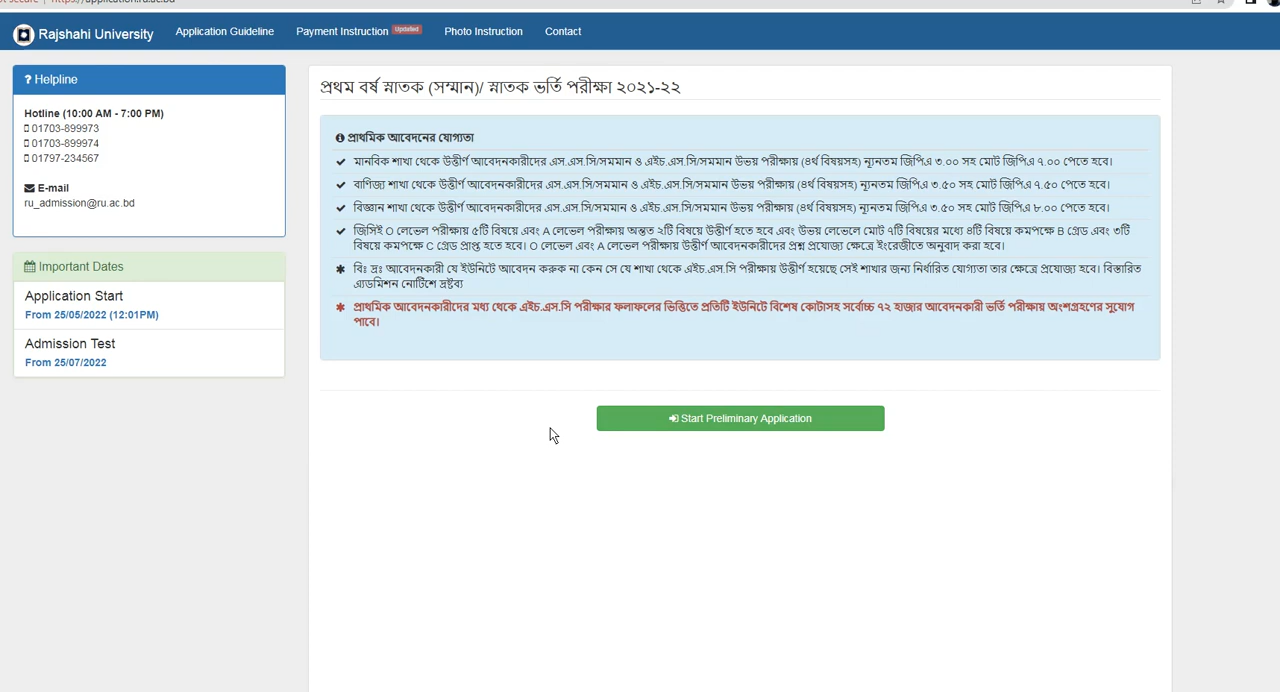 https://application.ru.ac.bd
Rajshahi University
Application Guideline
Payment Instruction Updated
Photo Instruction
Contact
? Helpline
Hotline (10:00 AM - 7:00 PM)
01703-899973
01703-899974
01797-234567
E-mail
ru_admission@ru.ac.bd
Important Dates
Application Start
From 25/05/2022 (12:01PM)
Admission Test
From 25/07/2022
প্রথম বর্ষ স্নাতক (সম্মান)/ স্নাতক ভর্তি পরীক্ষা ২০২১-২২
প্রাথমিক আবেদনের যোগ্যতা
মানবিক শাখা থেকে উত্তীর্ণ আবেদনকারীদের এস.এস.সি/সমমান ও এইচ.এস.সি/সমমান উভয় পরীক্ষায় (৪র্থ বিষয়সহ) ন্যূনতম জিপিএ ৩.০০ সহ মোট জিপিএ ৭.০০ পেতে হবে।
বাণিজ্য শাখা থেকে উত্তীর্ণ আবেদনকারীদের এস.এস.সি/সমমান ও এইচ.এস.সি/সমমান উভয় পরীক্ষায় (৪র্থ বিষয়সহ) ন্যূনতম জিপিএ ৩.৫০ সহ মোট জিপিএ ৭.৫০ পেতে হবে।
বিজ্ঞান শাখা থেকে উত্তীর্ণ আবেদনকারীদের এস.এস.সি/সমমান ও এইচ.এস.সি/সমমান উভয় পরীক্ষায় (৪র্থ বিষয়সহ) ন্যূনতম জিপিএ ৩.৫০ সহ মোট জিপিএ ৮.০০ পেতে হবে।
জিসিই O লেভেল পরীক্ষায় ৫টি বিষয়ে এবং A লেভেল পরীক্ষায় অন্তত ২টি বিষয়ে উত্তীর্ণ হতে হবে এবং উভয় লেভেলে মোট ৭টি বিষয়ের মধ্যে ৪টি বিষয়ে কমপক্ষে B গ্রেড এবং ৩টি
বিষয়ে কমপক্ষে C গ্রেড প্রাপ্ত হতে হবে। O লেভেল এবং A লেভেল পরীক্ষায় উত্তীর্ণ আবেদনকারীদের প্রশ্ন প্রযোজ্য ক্ষেত্রে ইংরেজীতে অনুবাদ করা হবে।
বিঃ দ্রঃ আবেদনকারী যে ইউনিটে আবেদন করুক না কেন সে যে শাখা থেকে এইচ.এস.সি পরীক্ষায় উত্তীর্ণ হয়েছে সেই শাখার জন্য নির্ধারিত যোগ্যতা তার ক্ষেত্রে প্রযোজ্য হবে। বিস্তারিত
এ্যডমিশন নোটিশে দ্রষ্টব্য
প্রাথমিক আবেদনকারীদের মধ্য থেকে এইচ.এস.সি পরীক্ষার ফলাফলের ভিত্তিতে প্রতিটি ইউনিটে বিশেষ কোটাসহ সর্বোচ্চ ৭২ হাজার আবেদনকারী ভর্তি পরীক্ষায় অংশগ্রহণের সুযোগ
পাবে।
Start Preliminary Application